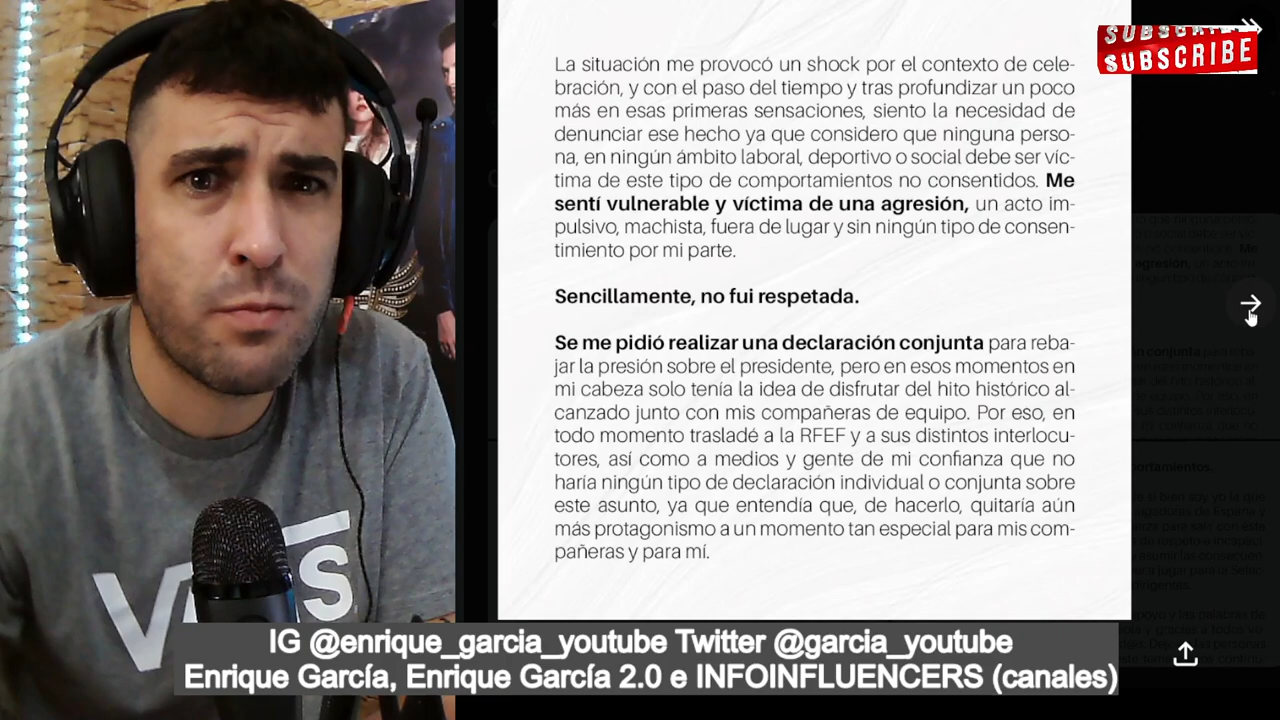 SUBSCRIBE
SUBSCRIBE
La situación me provocó un shock por el contexto de cele-
bración, y con el paso del tiempo y tras profundizar un poco
más en esas primeras sensaciones, siento la necesidad de
denunciar ese hecho ya que considero que ninguna perso-
na, en ningún ámbito laboral, deportivo o social debe ser víc-
tima de este tipo de comportamientos no consentidos. Me
sentí vulnerable y víctima de una agresión, un acto im-
pulsivo, machista, fuera de lugar y sin ningún tipo de consen-
timiento por mi parte.
Sencillamente, no fui respetada.
Se me pidió realizar una declaración conjunta para reba-
jar la presión sobre el presidente, pero en esos momentos en
mi cabeza solo tenía la idea de disfrutar del hito histórico al-
canzado junto con mis compañeras de equipo. Por eso, en
todo momento trasladé a la RFEF y a sus distintos interlocu-
tores, así como a medios y gente de mi confianza que no
haría ningún tipo de declaración individual o conjunta sobre
este asunto, ya que entendía que, de hacerlo, quitaría aún
más protagonismo a un momento tan especial para mis com-
pañeras y para mí.
IG @enrique_garcia_youtube Twitter @garcia_youtube
Enrique García, Enrique García 2.0 e INFOINFLUENCERS (canales)